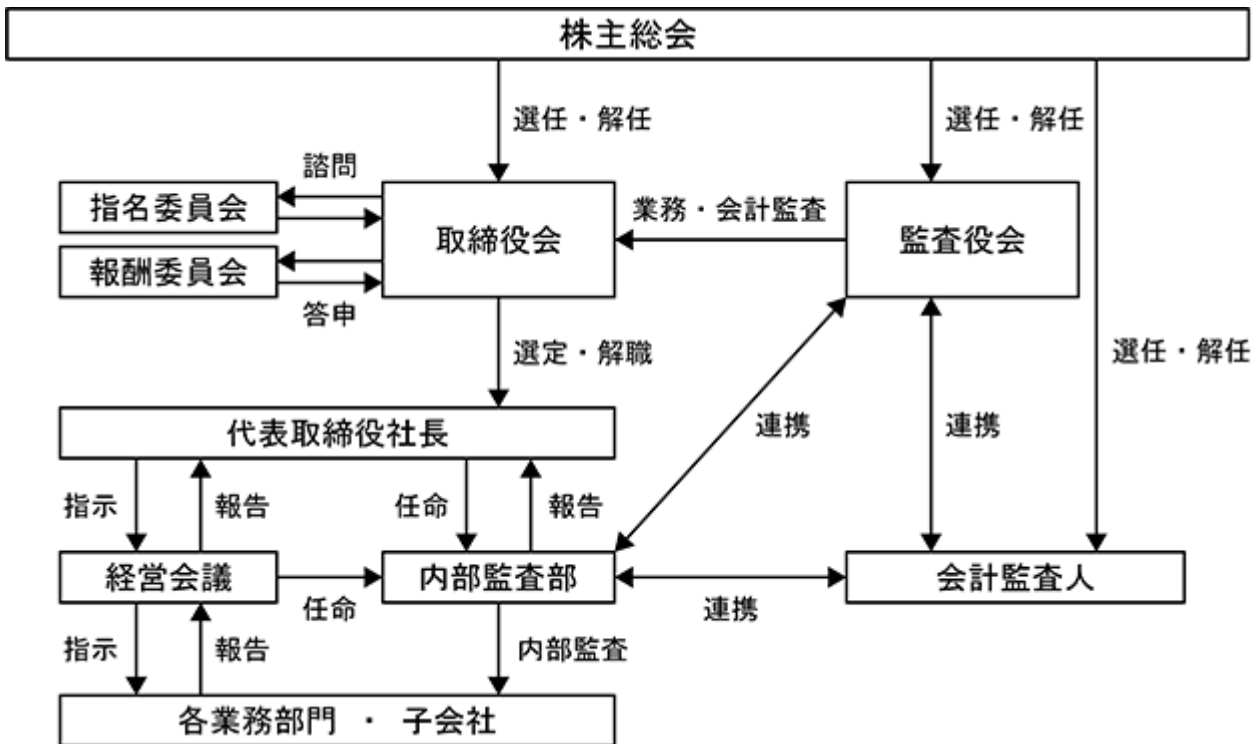 株主総会
選任・解任
選任・解任
諮問
指名委員会
取締役会
業務・会計監査
監査役会
報酬委員会
答申
選定・解職
選任・解任
代表取締役社長
連携
連携
指示
報告
任命
報告
経営会議
任命
内部監査部
連携
会計監査人
指示
報告
内部監査
各業務部門 ・ 子会社